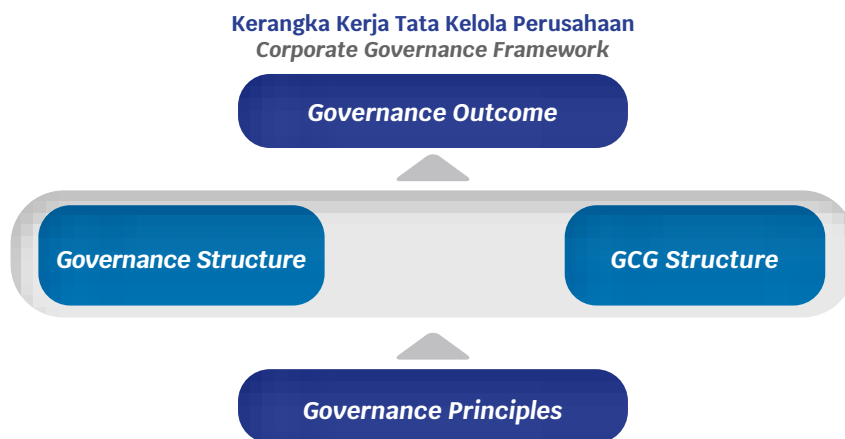 Kerangka Kerja Tata Kelola Perusahaan
Corporate Governance Framework
Governance Outcome
Governance Structure
GCG Structure
Governance Principles